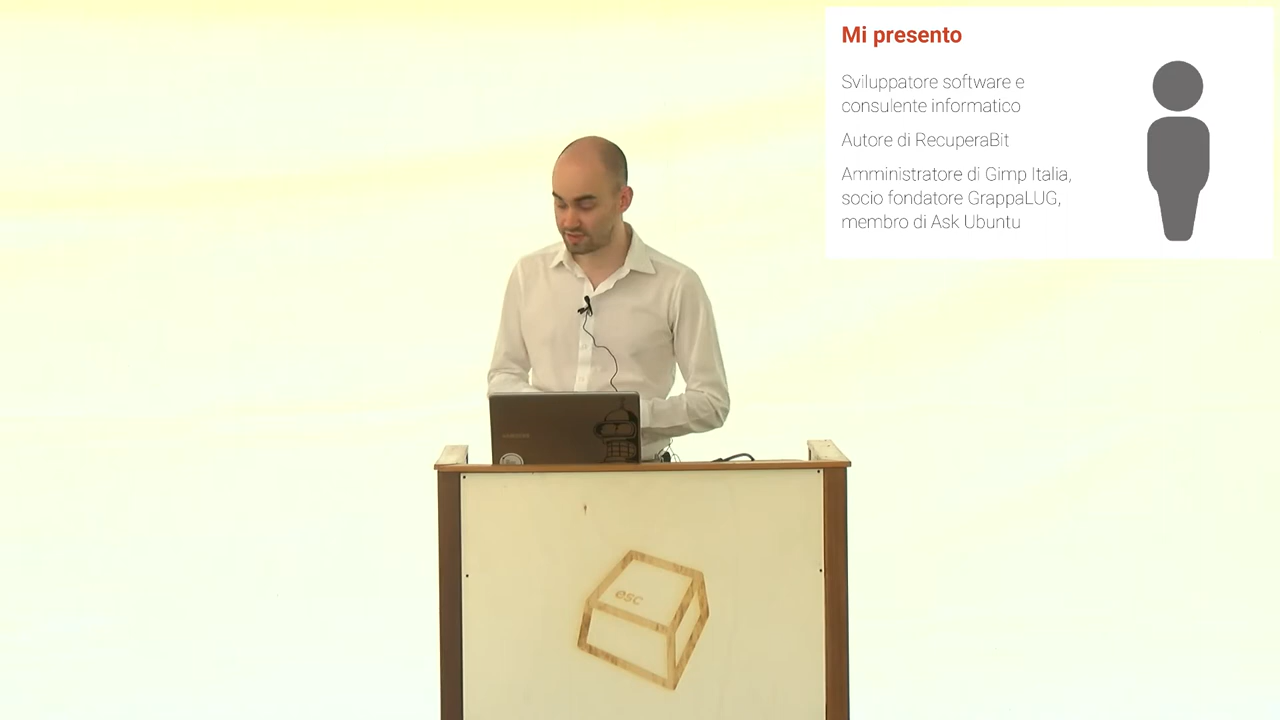 Mi presento
Sviluppatore software e
consulente informatico
Autore di RecuperaBit
Amministratore di Gimp Italia,
socio fondatore GrappaLUG,
membro di Ask Ubuntu
esc